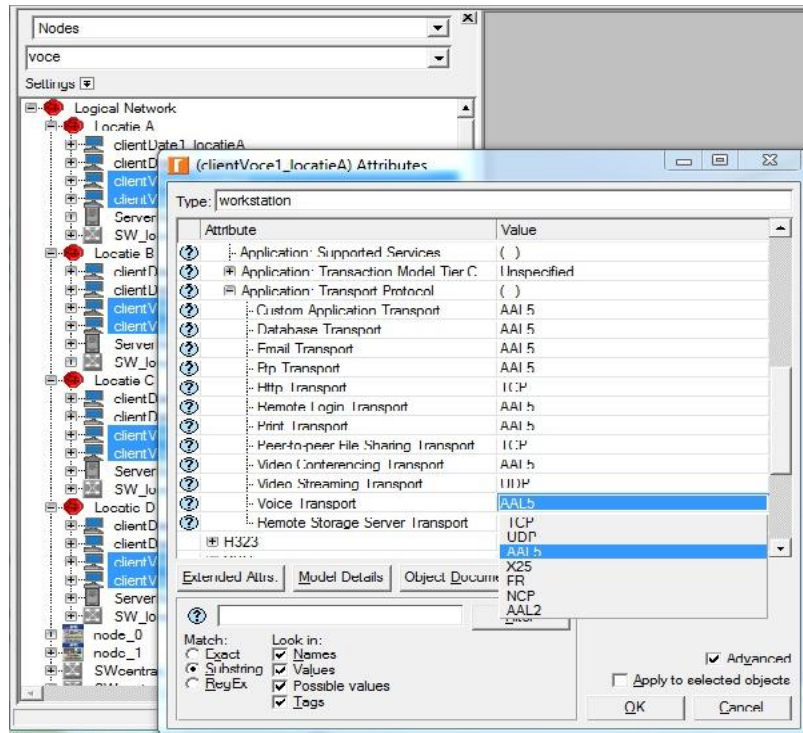 Nodes
voce
Settings
Logical Network
Locatie A
clientDate1_locatieA
clientD
clientV
clientV
Server
SW_lo
Locatie B
clientD
clientD
clientV
clientV
Server
SW_lo
Locatie C
clientD
clientD
clientV
clientV
Server
SW_lo
Locatie D
clientD
clientD
clientV
clientV
Server
SW_lo
node_0
node_1
SWcentra
(clientVoce1_locatieA) Attributes
Type: workstation
Attribute Value
Application: Supported Services (...)
Application: Transaction Model Tier C Unspecified
Application: Transport Protocol (...)
Custom Application Transport AAL5
Database Transport AAL5
Email Transport AAL5
Ftp Transport AAL5
Http Transport TCP
Remote Login Transport AAL5
Print Transport AAL5
Peer-to-peer File Sharing Transport TCP
Video Conferencing Transport AAL5
Video Streaming Transport UDP
Voice Transport AAL5
Remote Storage Server Transport TCP
UDP
H323 AAL5
X25
FR
NCP
AAL2
Extended Attrs. Model Details Object Docume
Filter
Match: Look in:
Exact Names
Substring Values
RegEx Possible values
Tags
Advanced
Apply to selected objects
OK Cancel